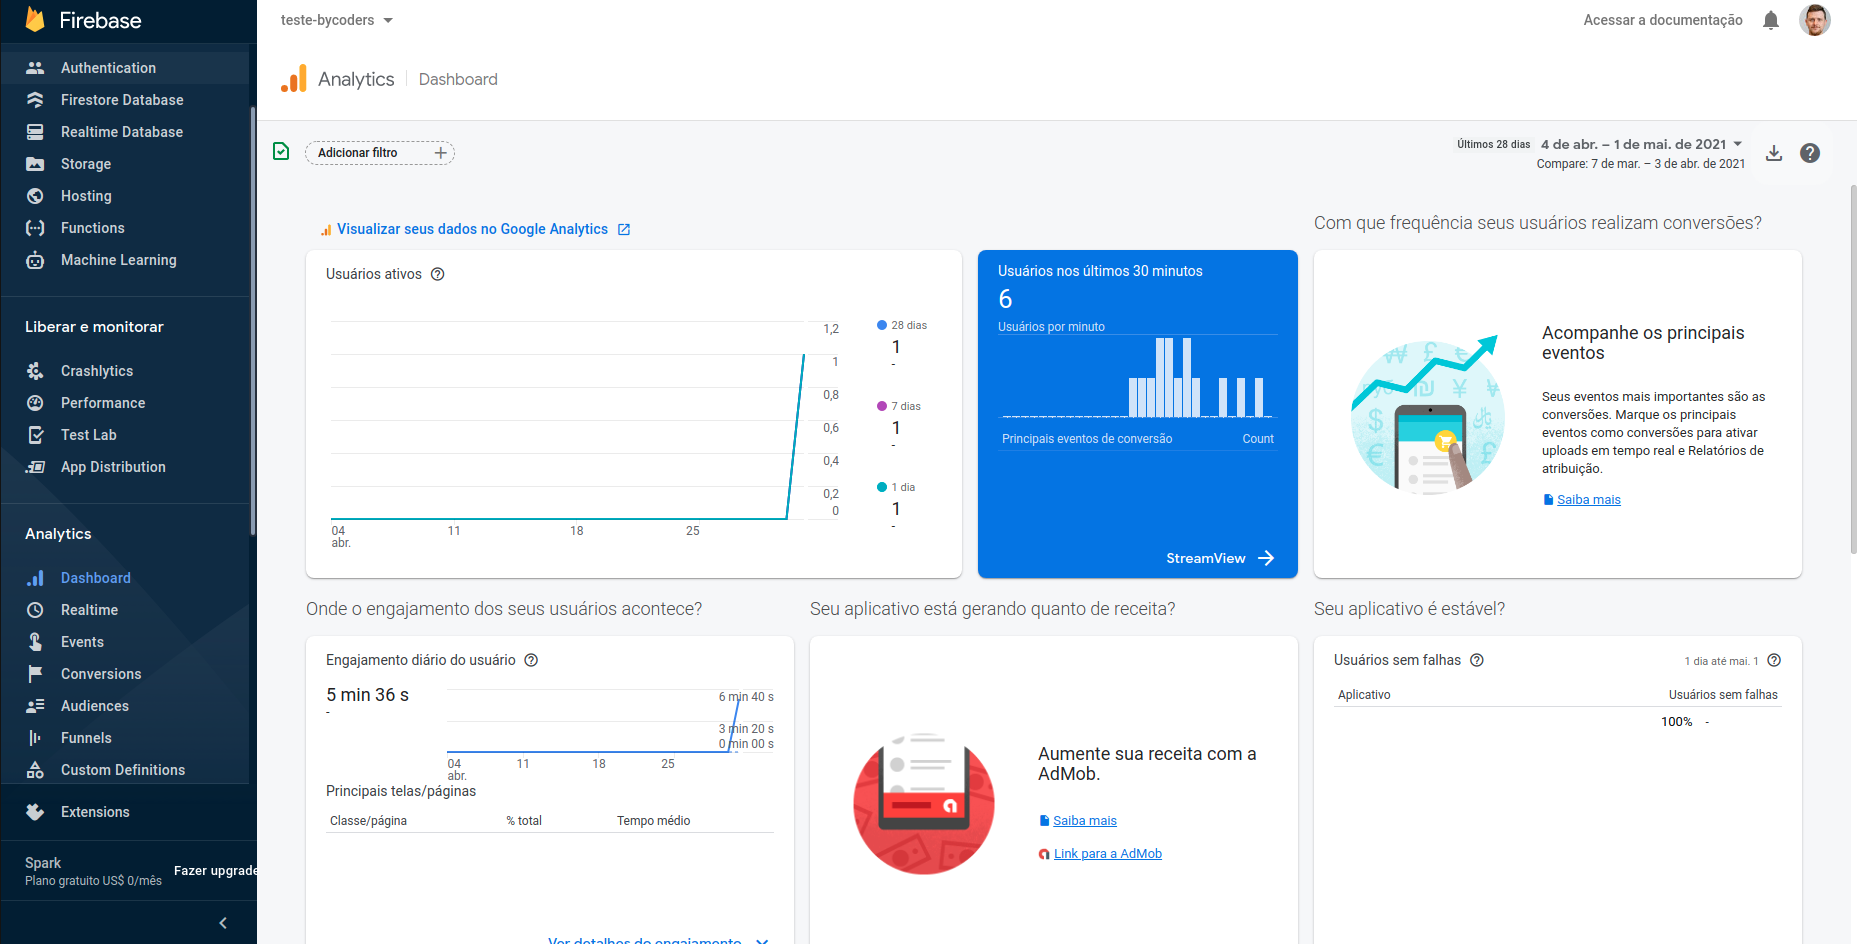 Firebase
Authentication
Firestore Database
Realtime Database
Storage
Hosting
Functions
Machine Learning
Liberar e monitorar
Crashlytics
Performance
Test Lab
App Distribution
Analytics
Dashboard
Realtime
Events
Conversions
Audiences
Funnels
Custom Definitions
Extensions
Spark
Plano gratuito US$ 0/mês
Fazer upgrade
teste-bycoders
Acessar a documentação
Analytics
Dashboard
Adicionar filtro
Últimos 28 dias 4 de abr. – 1 de mai. de 2021
Compare: 7 de mar. – 3 de abr. de 2021
Visualizar seus dados no Google Analytics
Usuários ativos
1,2
1
0,8
0,6
0,4
0,2
0
04
abr.
11
18
25
28 dias
1
-
7 dias
1
-
1 dia
1
-
Usuários nos últimos 30 minutos
6
Usuários por minuto
Principais eventos de conversão
Count
StreamView
Com que frequência seus usuários realizam conversões?
Acompanhe os principais
eventos
Seus eventos mais importantes são as
conversões. Marque os principais
eventos como conversões para ativar
uploads em tempo real e Relatórios de
atribuição.
Saiba mais
Onde o engajamento dos seus usuários acontece?
Engajamento diário do usuário
5 min 36 s
-
6 min 40 s
3 min 20 s
0 min 00 s
04
abr.
11
18
25
Principais telas/páginas
Classe/página
% total
Tempo médio
Ver detalhes do engajamento
Seu aplicativo está gerando quanto de receita?
Aumente sua receita com a
AdMob.
Saiba mais
Link para a AdMob
Seu aplicativo é estável?
Usuários sem falhas
1 dia até mai. 1
Aplicativo
Usuários sem falhas
100% -